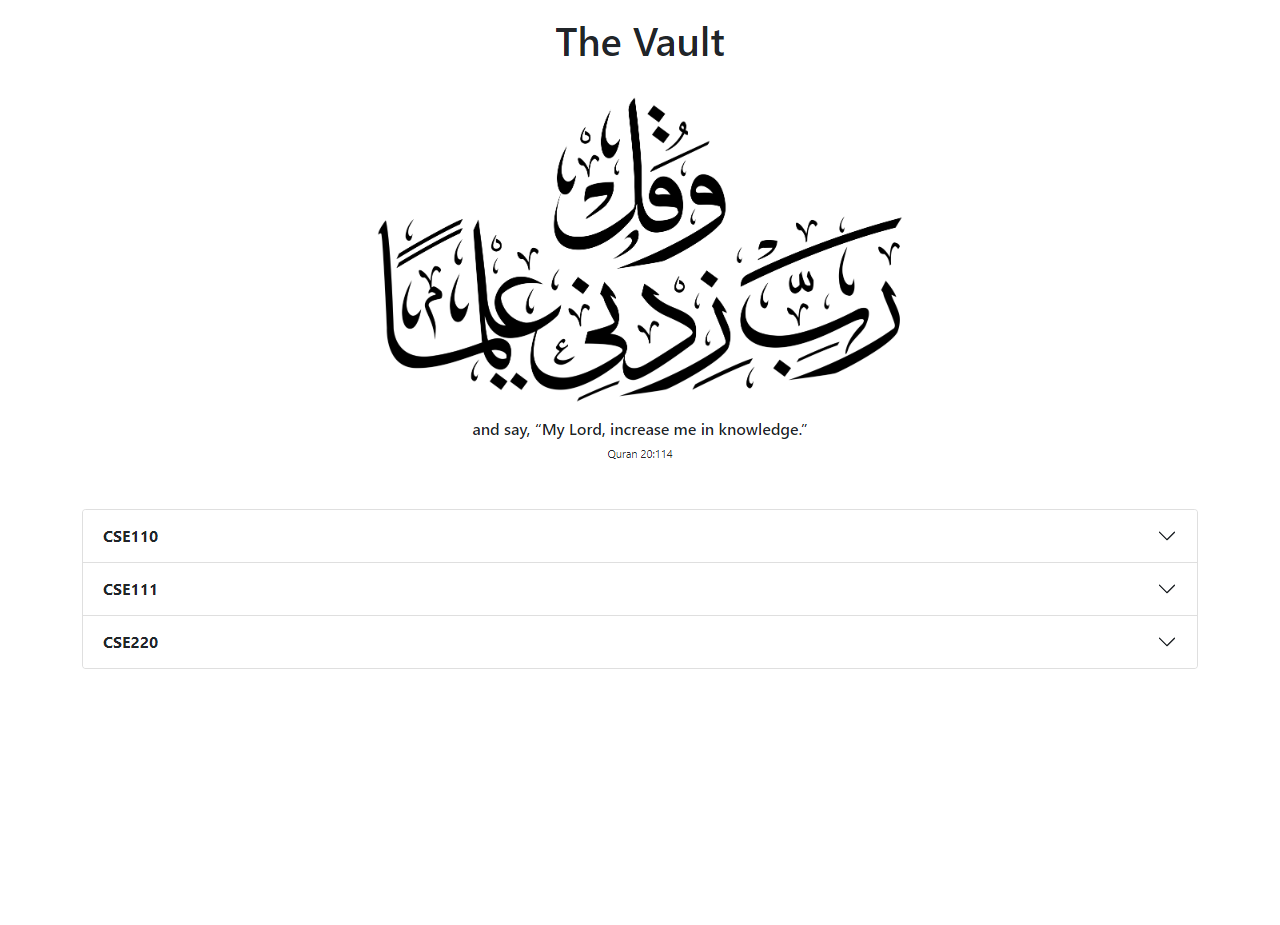 The Vault
وَقُلْ
رَبِّ زِدْنِي عِلْمًا
and say, “My Lord, increase me in knowledge.”
Quran 20:114
CSE110
CSE111
CSE220